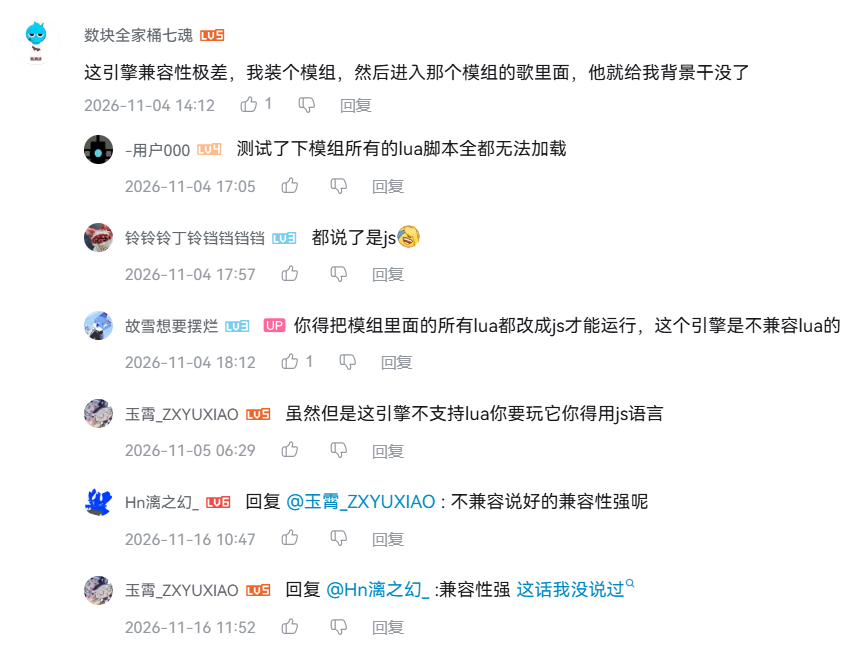 数块全家桶七魂 LV5
这引擎兼容性极差，我装个模组，然后进入那个模组的歌里面，他就给我背景干没了
2026-11-04 14:12 1 回复
-用户000 LV4 测试了下模组所有的lua脚本全都无法加载
2026-11-04 17:05 回复
铃铃铃丁铃铛铛铛铛 LV3 都说了是js
2026-11-04 17:57 回复
故雪想要摆烂 LV3 UP 你得把模组里面的所有lua都改成js才能运行，这个引擎是不兼容lua的
2026-11-04 18:12 1 回复
玉霄_ZXYUXIAO LV5 虽然但是这引擎不支持lua你要玩它你得用js语言
2026-11-05 06:29 回复
Hn漓之幻_ LV6 回复 @玉霄_ZXYUXIAO : 不兼容说好的兼容性强呢
2026-11-16 10:47 回复
玉霄_ZXYUXIAO LV5 回复 @Hn漓之幻_ :兼容性强 这话我没说过
2026-11-16 11:52 回复